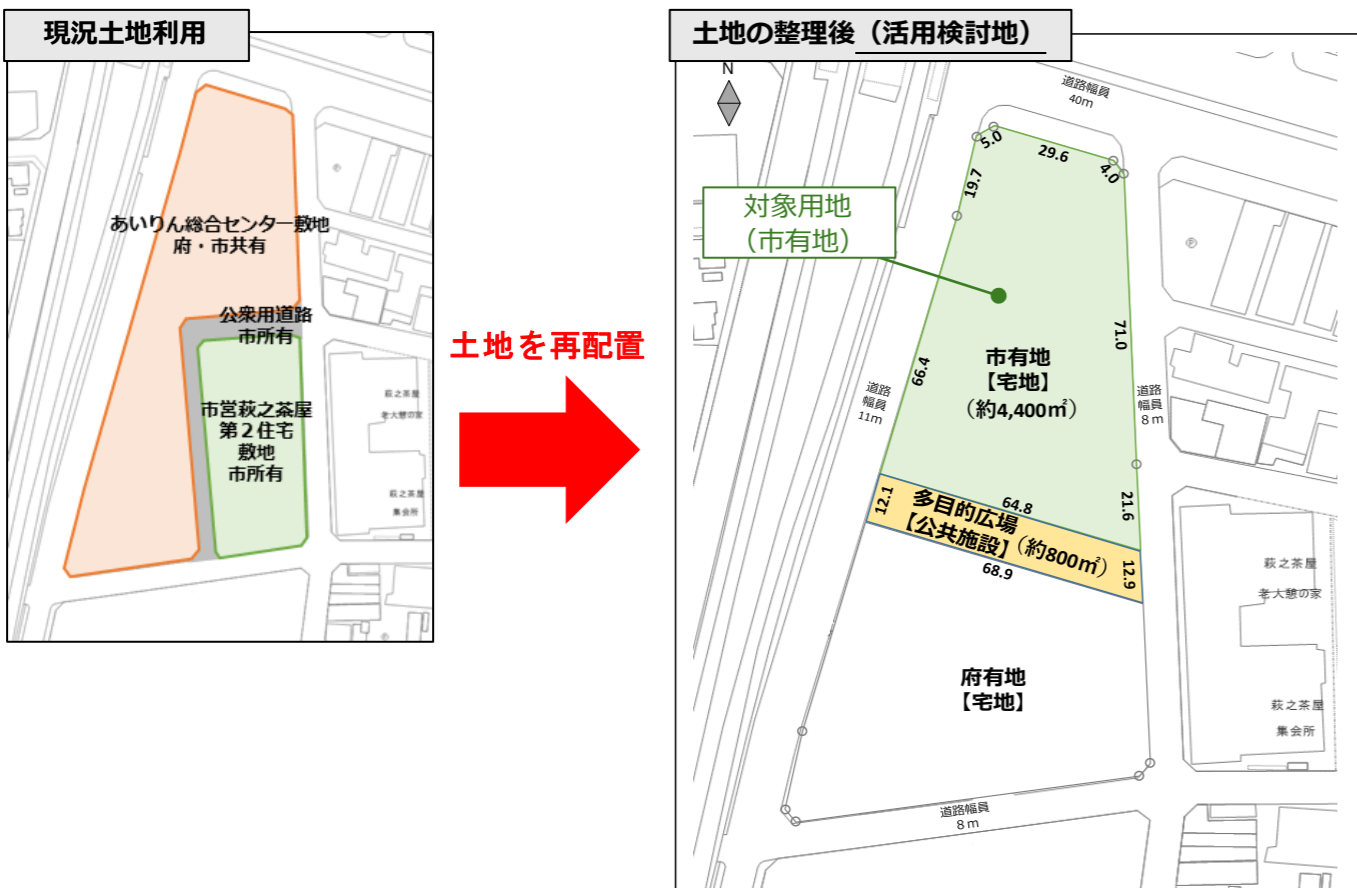 現況土地利用
あいりん総合センター敷地
府・市共有
公衆用道路
市所有
市営萩之茶屋
第２住宅
敷地
市所有
萩之茶屋
老人憩の家
萩之茶屋
集会所
土地を再配置
土地の整理後（活用検討地）
N
道路幅員
40m
5.0
29.6
4.0
19.7
対象用地
（市有地）
71.0
市有地
【宅地】
（約4,400㎡）
66.4
道路
幅員
11m
道路
幅員
8ｍ
21.6
64.8
12.1
多目的広場
【公共施設】（約800㎡）
12.9
68.9
萩之茶屋
老人憩の家
府有地
【宅地】
萩之茶屋
集会所
道路幅員
8ｍ